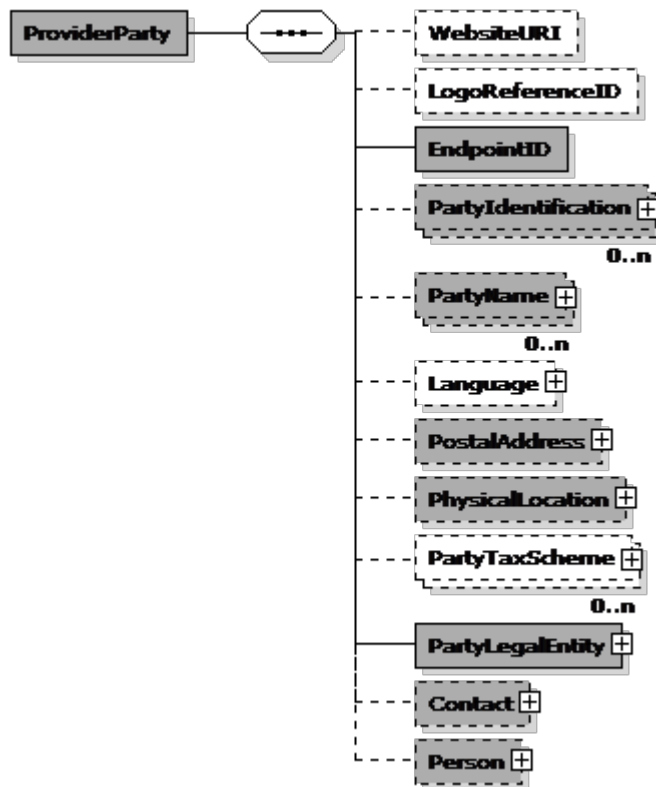 ProviderParty
WebsiteURI
LogoReferenceID
EndpointID
PartyIdentification
0..n
PartyName
0..n
Language
PostalAddress
PhysicalLocation
PartyTaxScheme
0..n
PartyLegalEntity
Contact
Person